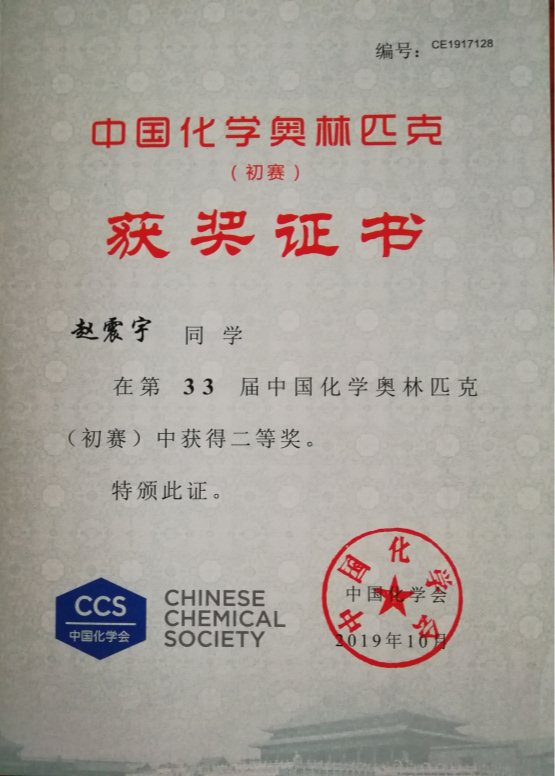 编号：CE1917128
中国化学奥林匹克
（初赛）
获奖证书
赵震宇 同学
在第 33 届中国化学奥林匹克
（初赛）中获得二等奖。
特颁此证。
CCS
中国化学会
CHINESE
CHEMICAL
SOCIETY
中国化学会
中国化学会
2019年10月